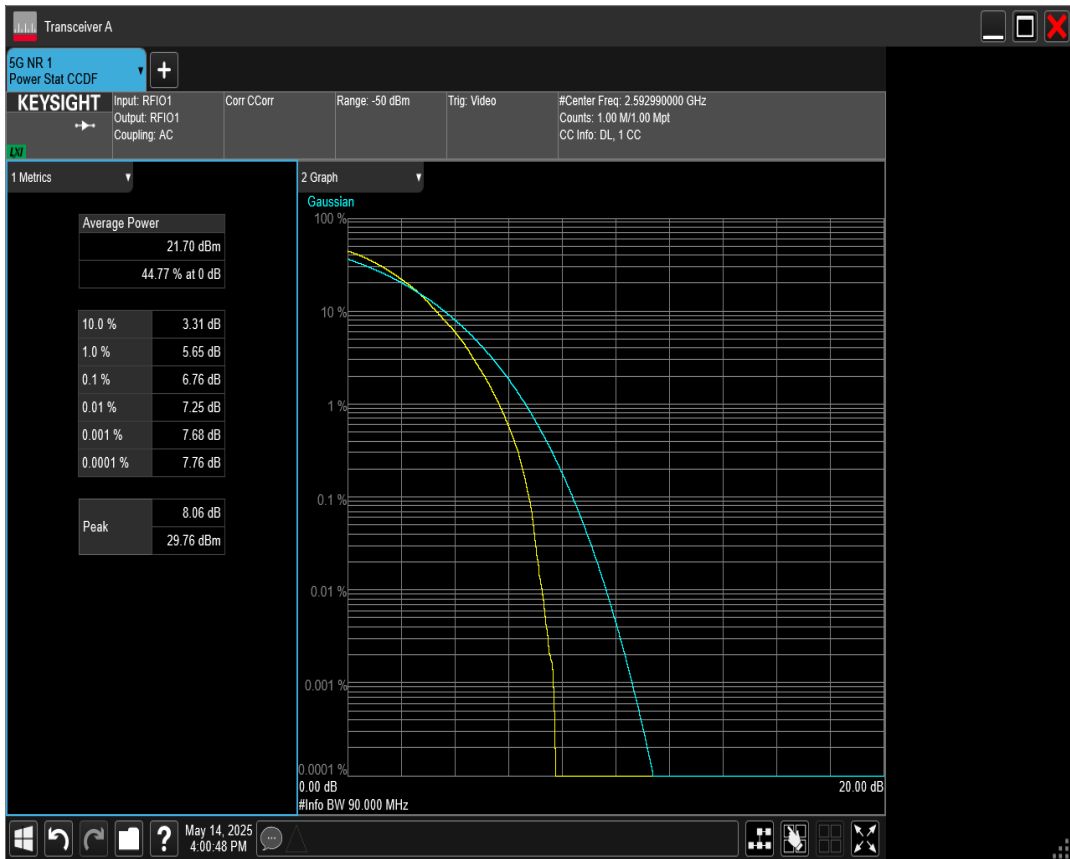 Transceiver A
5G NR 1
Power Stat CCDF
KEYSIGHT
LXI
Input: RFIO1
Output: RFIO1
Coupling: AC
Corr CCorr
Range: -50 dBm
Trig: Video
#Center Freq: 2.592990000 GHz
Counts: 1.00 M/1.00 Mpt
CC Info: DL, 1 CC
1 Metrics
Average Power
21.70 dBm
44.77 % at 0 dB
10.0 % 3.31 dB
1.0 % 5.65 dB
0.1 % 6.76 dB
0.01 % 7.25 dB
0.001 % 7.68 dB
0.0001 % 7.76 dB
Peak
8.06 dB
29.76 dBm
2 Graph
Gaussian
100 %
10 %
1 %
0.1 %
0.01 %
0.001 %
0.0001 %
0.00 dB 20.00 dB
#Info BW 90.000 MHz
?
May 14, 2025
4:00:48 PM